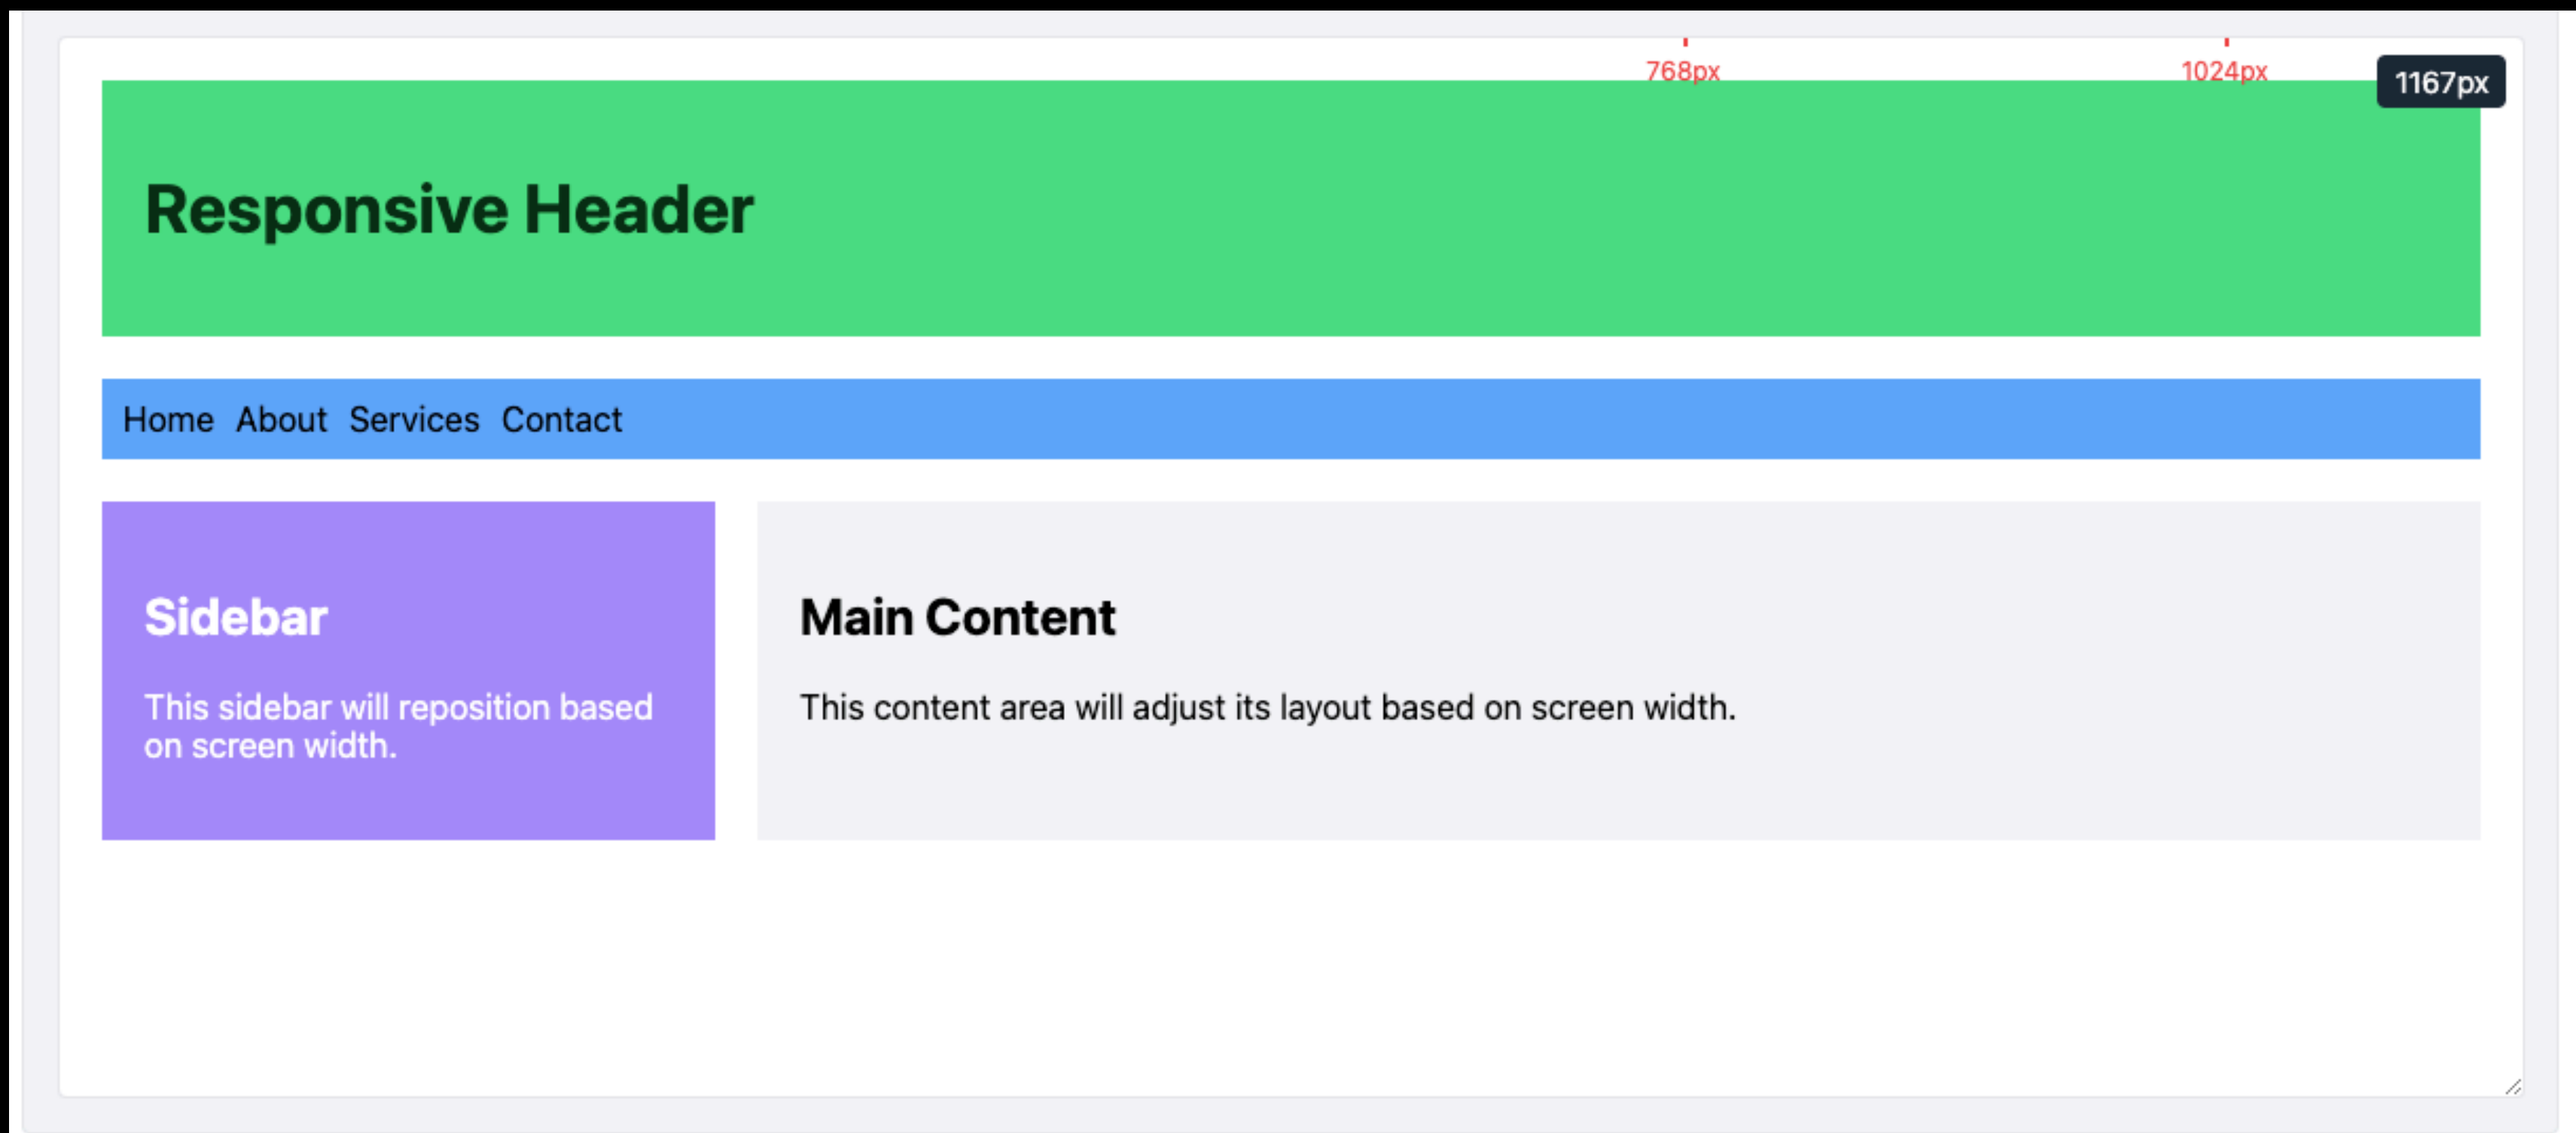 768px 1024px
1167px
Responsive Header
Home About Services Contact
Sidebar
This sidebar will reposition based
on screen width.
Main Content
This content area will adjust its layout based on screen width.